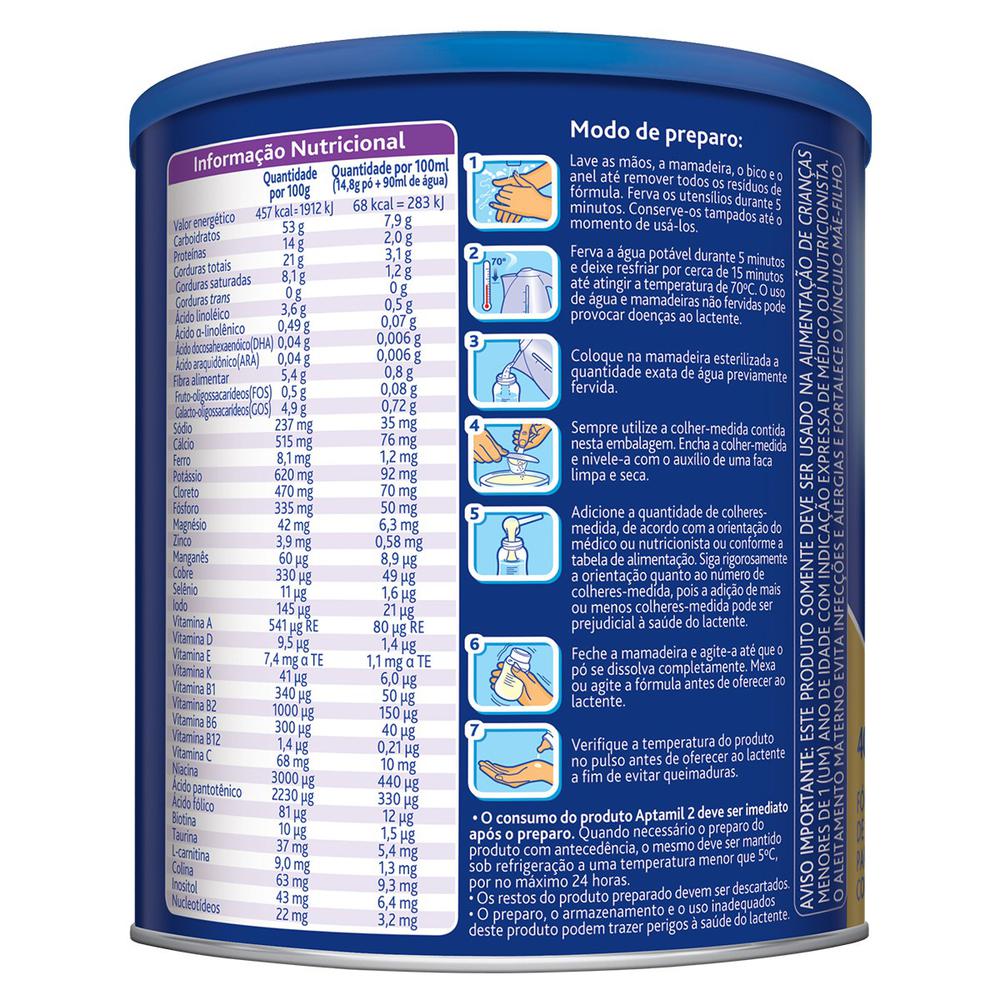 Informação Nutricional
Quantidade por 100g
Quantidade por 100ml (14,8g pó + 90ml de água)
Valor energético 457 kcal=1912 kJ 68 kcal = 283 kJ
Carboidratos 53 g 7,9 g
Proteínas 14 g 2,0 g
Gorduras totais 21 g 3,1 g
Gorduras saturadas 8,1 g 1,2 g
Gorduras trans 0 g 0 g
Ácido linoléico 3,6 g 0,5 g
Ácido α-linolênico 0,49 g 0,07 g
Ácido docosahexaenóico(DHA) 0,04 g 0,006 g
Ácido araquidônico(ARA) 0,04 g 0,006 g
Fibra alimentar 5,4 g 0,8 g
Fruto-oligossacarídeos(FOS) 0,5 g 0,08 g
Galacto-oligossacarídeos(GOS) 4,9 g 0,72 g
Sódio 237 mg 35 mg
Cálcio 515 mg 76 mg
Ferro 8,1 mg 1,2 mg
Potássio 620 mg 92 mg
Cloreto 470 mg 70 mg
Fósforo 335 mg 50 mg
Magnésio 42 mg 6,3 mg
Zinco 3,9 mg 0,58 mg
Manganês 60 µg 8,9 µg
Cobre 330 µg 49 µg
Selênio 11 µg 1,6 µg
Iodo 145 µg 21 µg
Vitamina A 541 µg RE 80 µg RE
Vitamina D 9,5 µg 1,4 µg
Vitamina E 7,4 mg α TE 1,1 mg α TE
Vitamina K 41 µg 6,0 µg
Vitamina B1 340 µg 50 µg
Vitamina B2 1000 µg 150 µg
Vitamina B6 300 µg 40 µg
Vitamina B12 1,4 µg 0,21 µg
Vitamina C 68 mg 10 mg
Niacina 3000 µg 440 µg
Ácido pantotênico 2230 µg 330 µg
Ácido fólico 81 µg 12 µg
Biotina 10 µg 1,5 µg
Taurina 37 mg 5,4 mg
L-carnitina 9,0 mg 1,3 mg
Colina 63 mg 9,3 mg
Inositol 43 mg 6,4 mg
Nucleotídeos 22 mg 3,2 mg
Modo de preparo:
1
Lave as mãos, a mamadeira, o bico e o
anel até remover todos os resíduos de
fórmula. Ferva os utensílios durante 5
minutos. Conserve-os tampados até o
momento de usá-los.
2
70°
Ferva a água potável durante 5 minutos
e deixe resfriar por cerca de 15 minutos
até atingir a temperatura de 70ºC. O uso
de água e mamadeiras não fervidas pode
provocar doenças ao lactente.
3
Coloque na mamadeira esterilizada a
quantidade exata de água previamente
fervida.
4
Sempre utilize a colher-medida contida
nesta embalagem. Encha a colher-medida
e nivele-a com o auxílio de uma faca
limpa e seca.
5
Adicione a quantidade de colheres-
medida, de acordo com a orientação do
médico ou nutricionista ou conforme a
tabela de alimentação. Siga rigorosamente
a orientação quanto ao número de
colheres-medida, pois a adição de mais
ou menos colheres-medida pode ser
prejudicial à saúde do lactente.
6
Feche a mamadeira e agite-a até que o
pó se dissolva completamente. Mexa
ou agite a fórmula antes de oferecer ao
lactente.
7
Verifique a temperatura do produto
no pulso antes de oferecer ao lactente
a fim de evitar queimaduras.
• O consumo do produto Aptamil 2 deve ser imediato
após o preparo. Quando necessário o preparo do
produto com antecedência, o mesmo deve ser mantido
sob refrigeração a uma temperatura menor que 5ºC,
por no máximo 24 horas.
• Os restos do produto preparado devem ser descartados.
• O preparo, o armazenamento e o uso inadequados
deste produto podem trazer perigos à saúde do lactente.
AVISO IMPORTANTE: ESTE PRODUTO SOMENTE DEVE SER USADO NA ALIMENTAÇÃO DE CRIANÇAS
MENORES DE 1 (UM) ANO DE IDADE COM INDICAÇÃO EXPRESSA DE MÉDICO OU NUTRICIONISTA.
O ALEITAMENTO MATERNO EVITA INFECÇÕES E ALERGIAS E FORTALECE O VÍNCULO MÃE-FILHO.